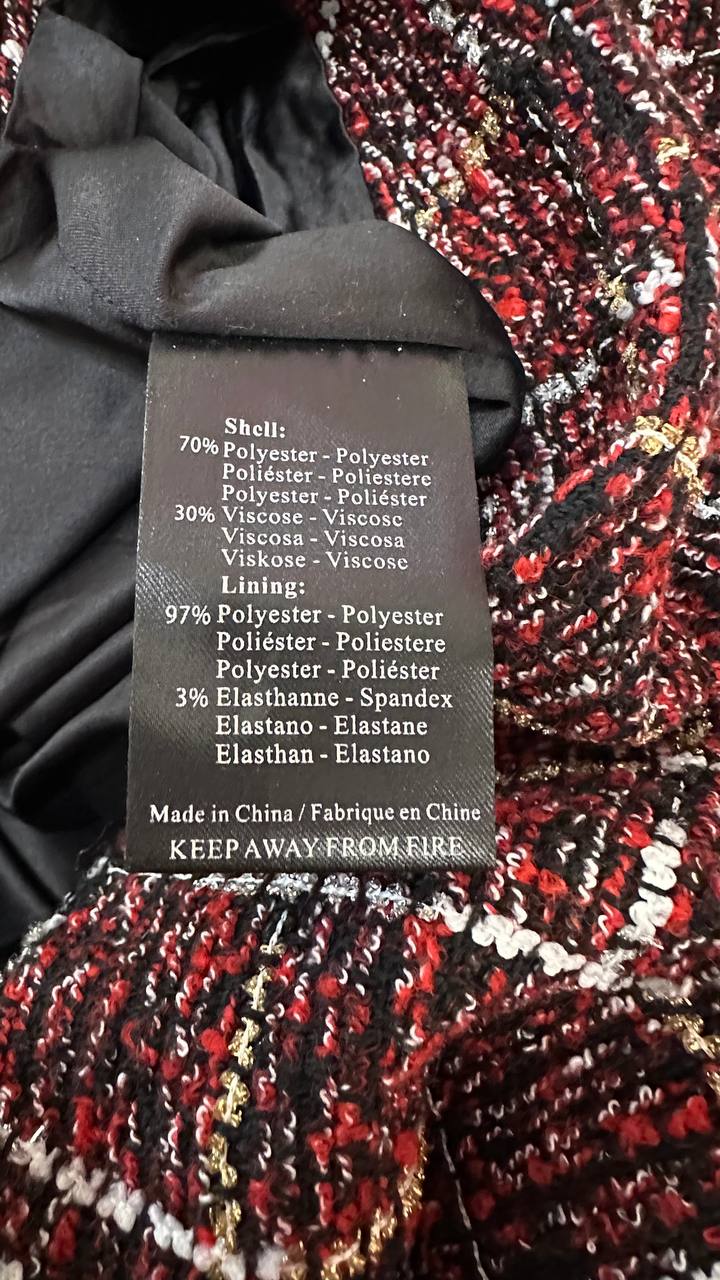 Shell:
70% Polyester - Polyester
Poliéster - Poliestere
Polyester - Poliéster
30% Viscose - Viscose
Viscosa - Viscosa
Viskose - Viscose
Lining:
97% Polyester - Polyester
Poliéster - Poliestere
Polyester - Poliéster
3% Elasthanne - Spandex
Elastano - Elastane
Elasthan - Elastano
Made in China / Fabrique en Chine
KEEP AWAY FROM FIRE